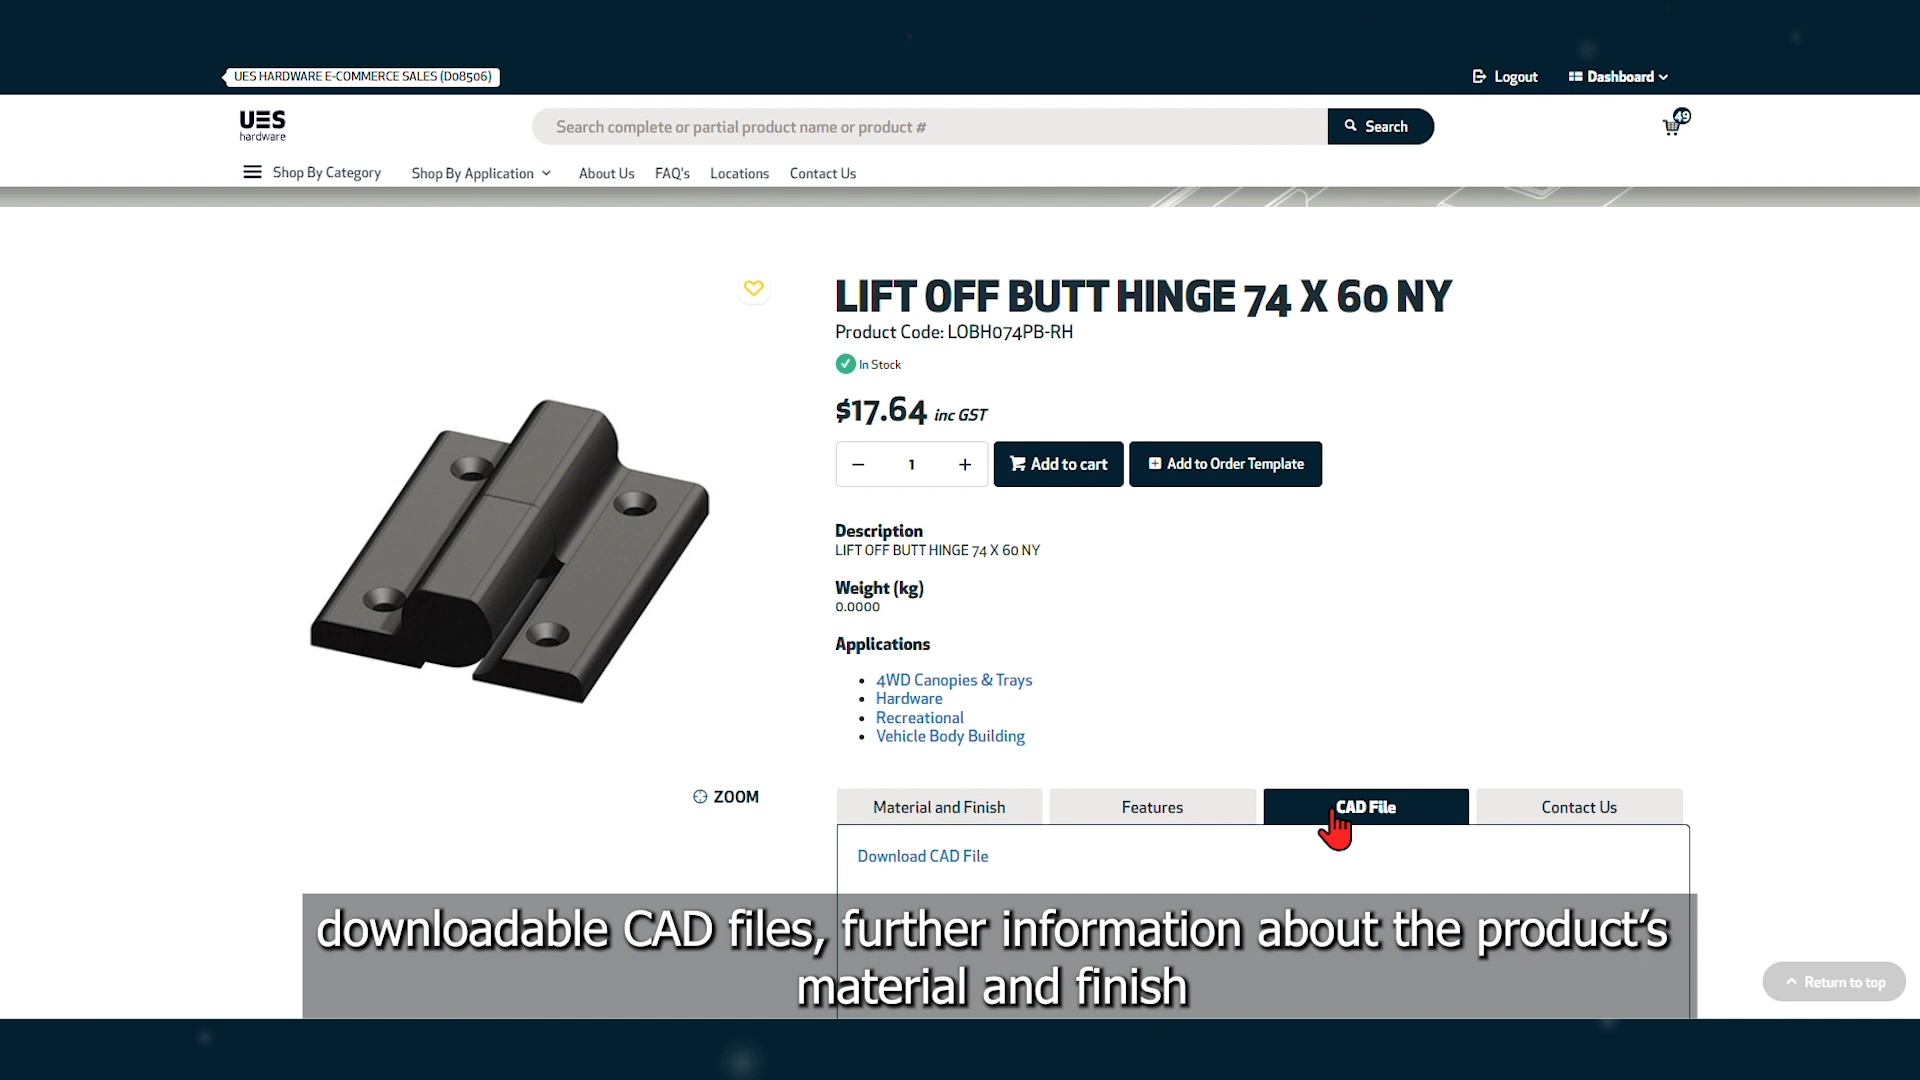 UES HARDWARE E-COMMERCE SALES (D08506)
Logout
Dashboard
UES
hardware
Search complete or partial product name or product #
Search
49
Shop By Category
Shop By Application
About Us
FAQ's
Locations
Contact Us
LIFT OFF BUTT HINGE 74 X 60 NY
Product Code: LOBH074PB-RH
In Stock
$17.64 inc GST
1
Add to cart
Add to Order Template
Description
LIFT OFF BUTT HINGE 74 X 60 NY
Weight (kg)
0.0000
Applications
4WD Canopies & Trays
Hardware
Recreational
Vehicle Body Building
ZOOM
Material and Finish
Features
CAD File
Contact Us
Download CAD File
downloadable CAD files, further information about the product’s
material and finish
Return to top